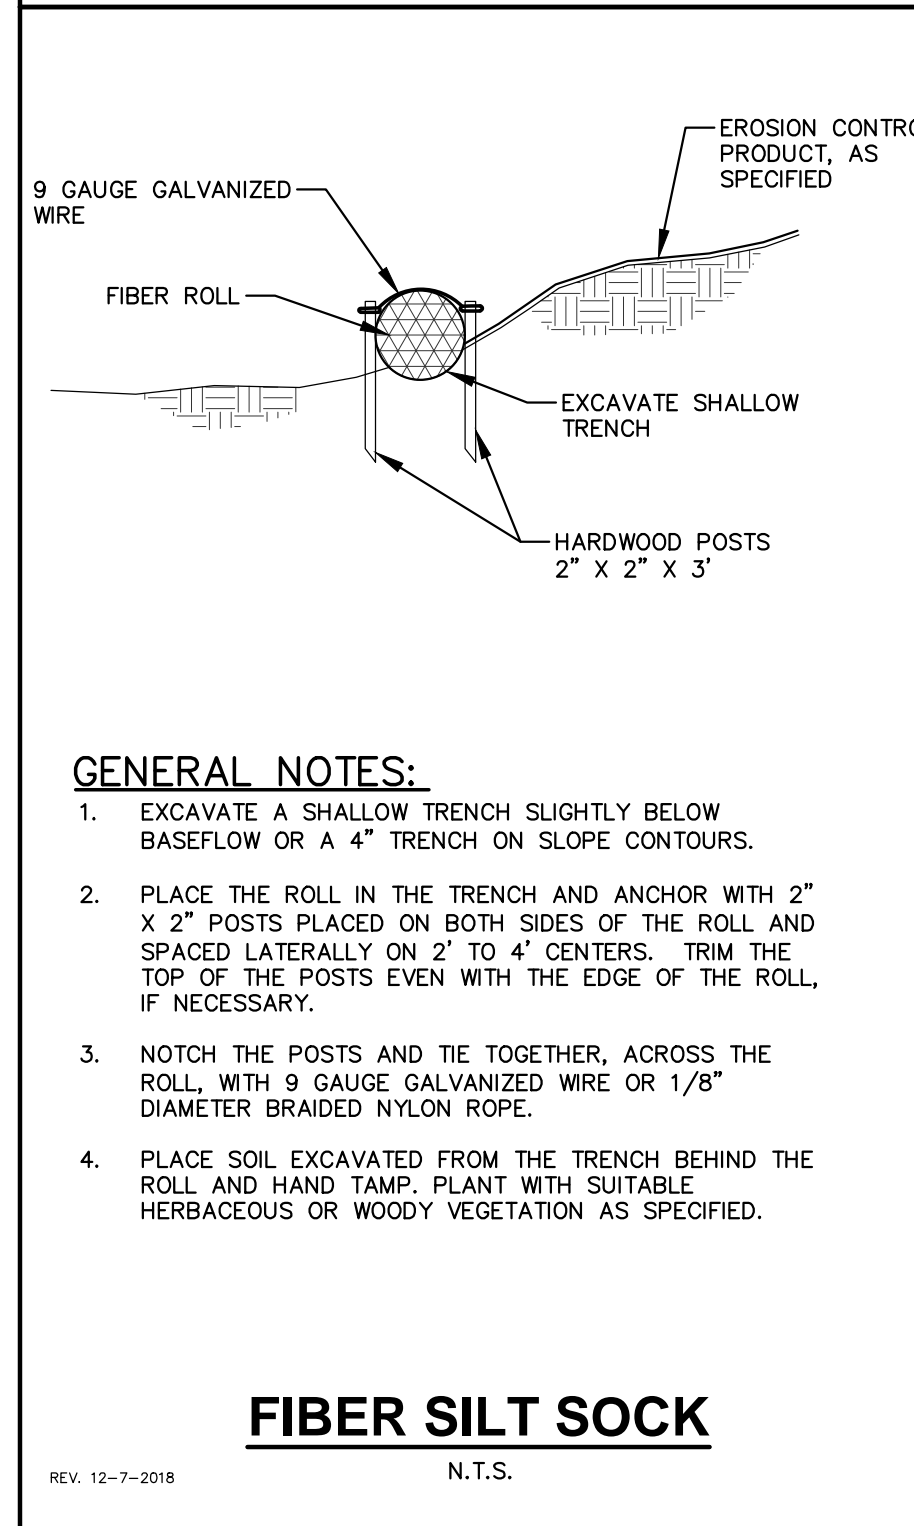 EROSION
PRODUCT, AS
SPECIFIED
9 GAUGE GALVANIZED
WIRE
FIBER ROLL
EXCAVATE SHALLOW
TRENCH
HARDWOOD POSTS
2" X 2" X 3'
GENERAL NOTES:
1. EXCAVATE A SHALLOW TRENCH SLIGHTLY BELOW
BASEFLOW OR A 4" TRENCH ON SLOPE CONTOURS.
2. PLACE THE ROLL IN THE TRENCH AND ANCHOR WITH 2"
X 2" POSTS PLACED ON BOTH SIDES OF THE ROLL AND
SPACED LATERALLY ON 2' TO 4' CENTERS. TRIM THE
TOP OF THE POSTS EVEN WITH THE EDGE OF THE ROLL,
IF NECESSARY.
3. NOTCH THE POSTS AND TIE TOGETHER, ACROSS THE
ROLL, WITH 9 GAUGE GALVANIZED WIRE OR 1/8"
DIAMETER BRAIDED NYLON ROPE.
4. PLACE SOIL EXCAVATED FROM THE TRENCH BEHIND THE
ROLL AND HAND TAMP. PLANT WITH SUITABLE
HERBACEOUS OR WOODY VEGETATION AS SPECIFIED.
FIBER SILT SOCK
N.T.S.
REV. 12-7-2018